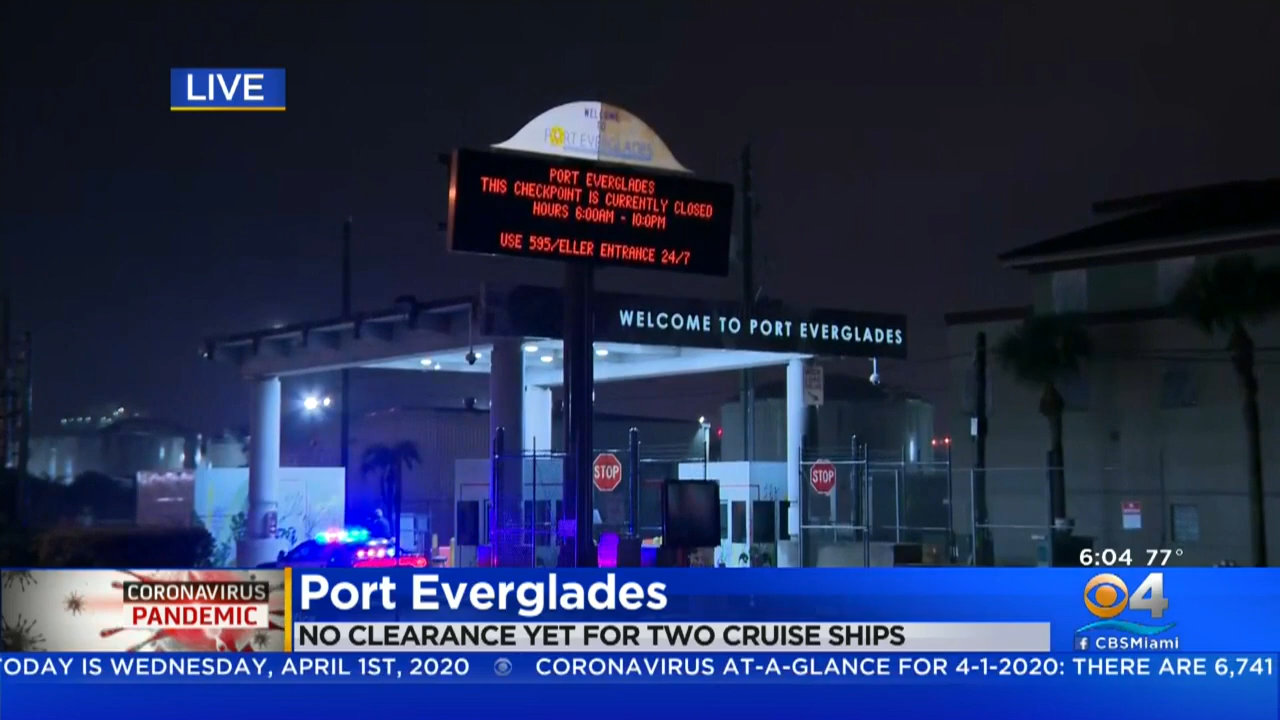 LIVE
WELCOME
TO
PORT EVERGLADES
PORT EVERGLADES
THIS CHECKPOINT IS CURRENTLY CLOSED
HOURS 6:00AM - 10:0PM
USE 595/ELLER ENTRANCE 24/7
WELCOME TO PORT EVERGLADES
STOP
STOP
6:04 77°
CORONAVIRUS
PANDEMIC
Port Everglades
NO CLEARANCE YET FOR TWO CRUISE SHIPS
4
f CBSMiami
TODAY IS WEDNESDAY, APRIL 1ST, 2020 CORONAVIRUS AT-A-GLANCE FOR 4-1-2020: THERE ARE 6,741